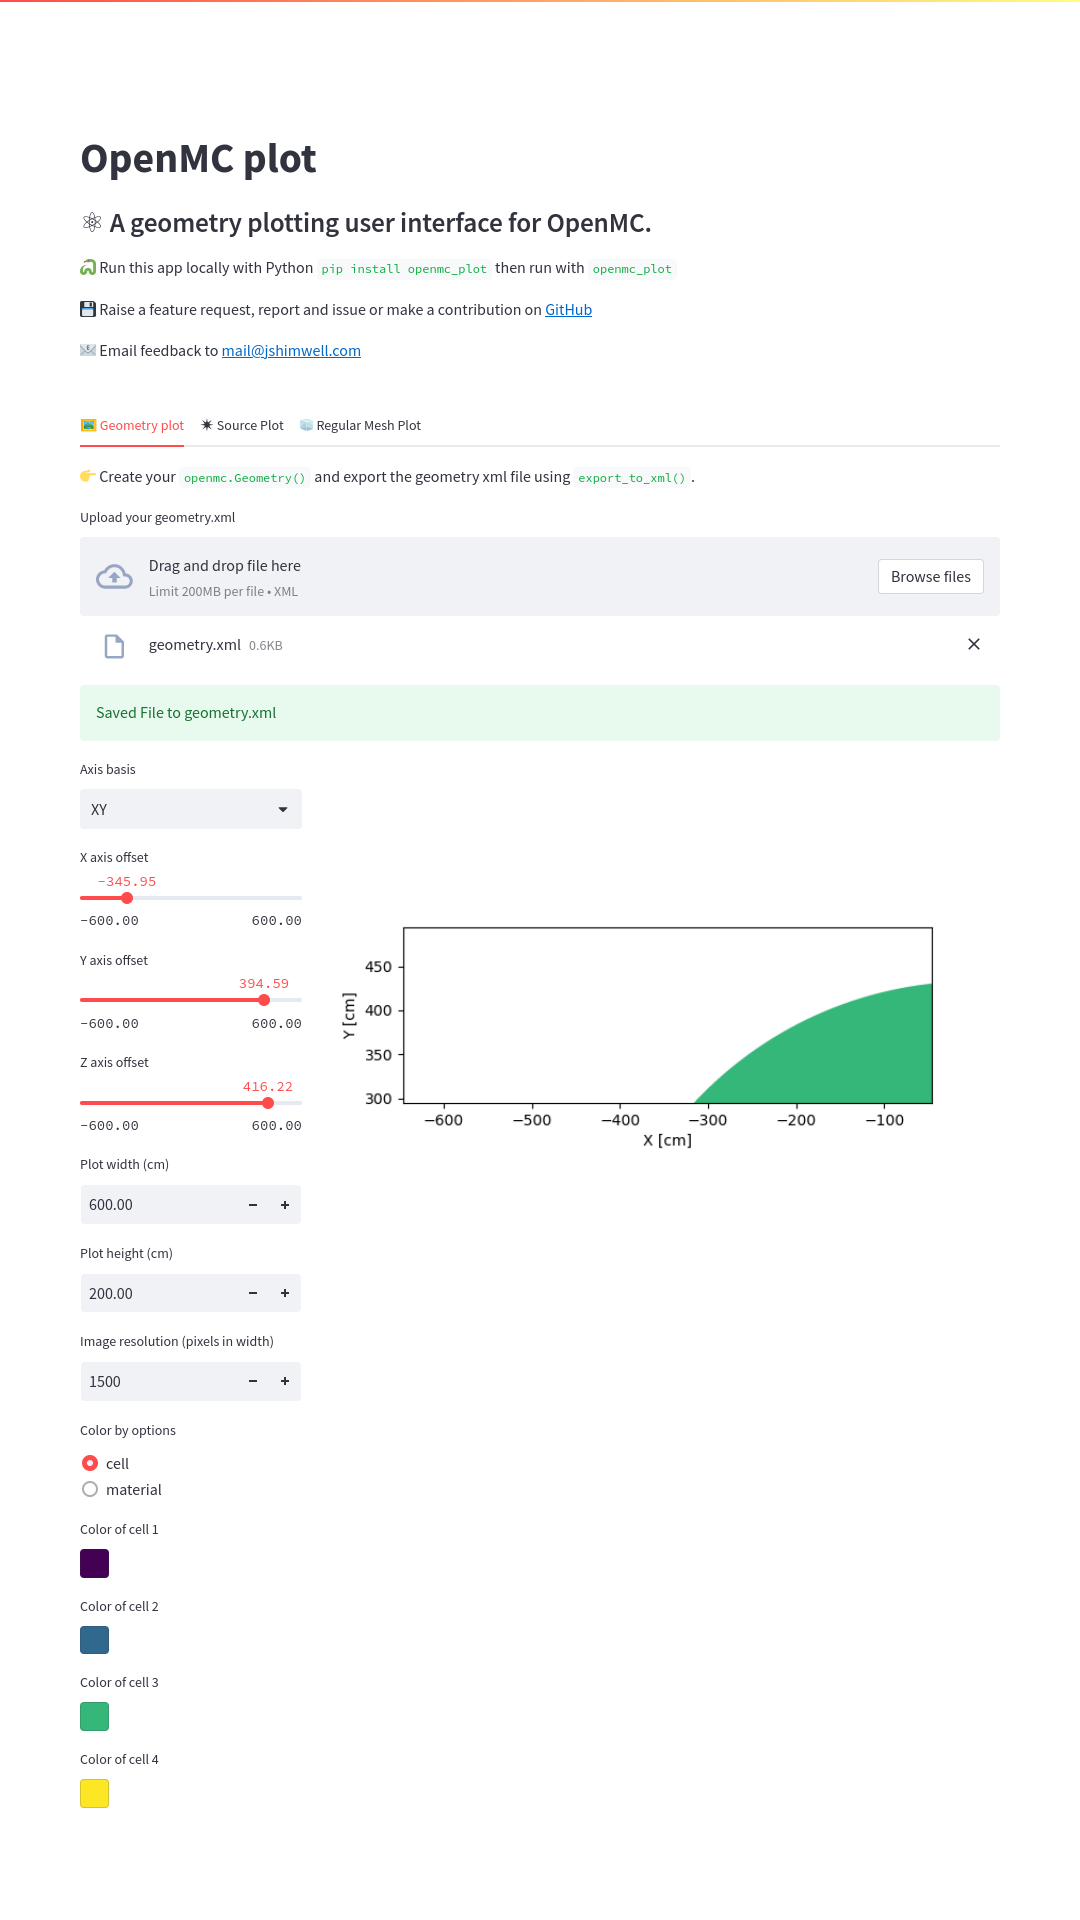 OpenMC plot
⚛ A geometry plotting user interface for OpenMC.
🐍 Run this app locally with Python pip install openmc_plot then run with openmc_plot
💾 Raise a feature request, report and issue or make a contribution on GitHub
📧 Email feedback to mail@jshimwell.com
🖼️ Geometry plot ✷ Source Plot 🧊 Regular Mesh Plot
👉 Create your openmc.Geometry() and export the geometry xml file using export_to_xml() .
Upload your geometry.xml
Drag and drop file here
Limit 200MB per file • XML
Browse files
geometry.xml 0.6KB
Saved File to geometry.xml
Axis basis
XY
X axis offset
-345.95
-600.00 600.00
Y axis offset
394.59
-600.00 600.00
Z axis offset
416.22
-600.00 600.00
Plot width (cm)
600.00
Plot height (cm)
200.00
Image resolution (pixels in width)
1500
Color by options
cell
material
Color of cell 1
Color of cell 2
Color of cell 3
Color of cell 4
Y [cm]
450
400
350
300
−600 −500 −400 −300 −200 −100
X [cm]